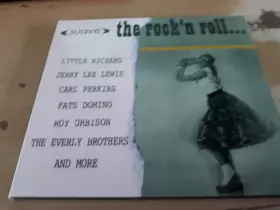 SUAVE
the rock'n roll...
LITTLE RICHARD
JERRY LEE LEWIS
CARL PERKINS
FATS DOMINO
ROY ORBISON
THE EVERLY BROTHERS
AND MORE